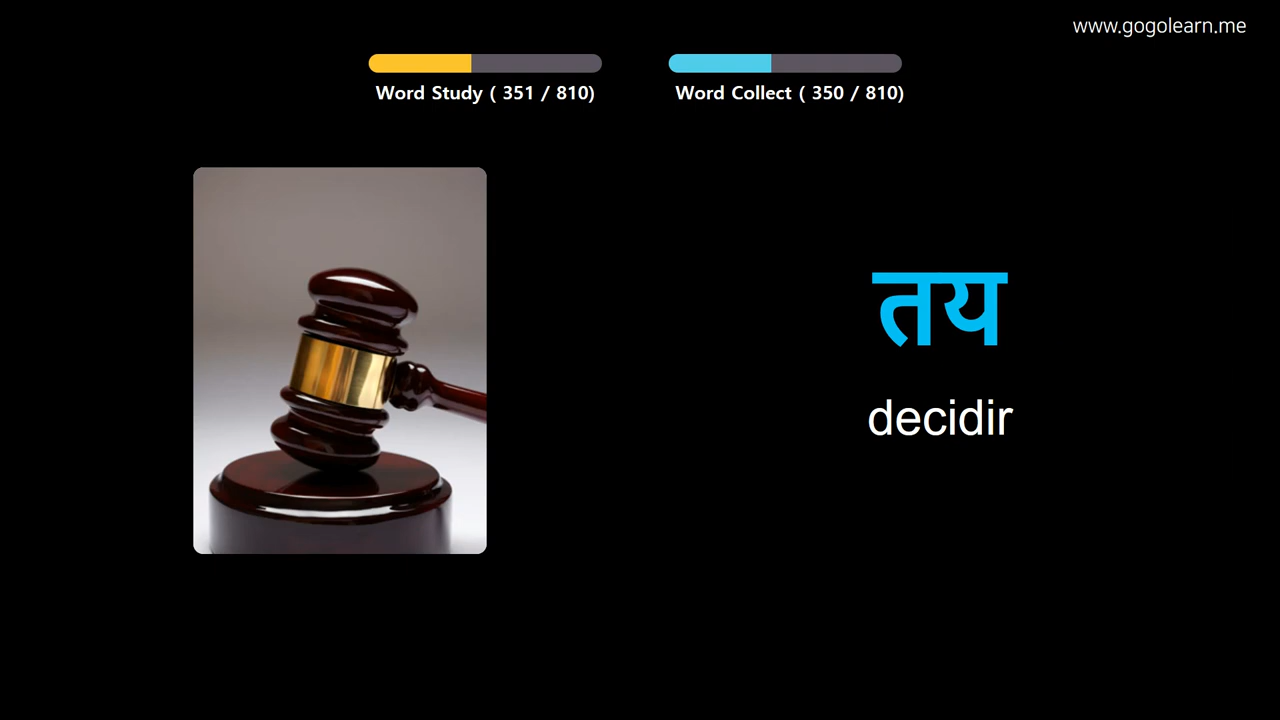 www.gogolearn.me
Word Study ( 351 / 810)
Word Collect ( 350 / 810)
तय
decidir